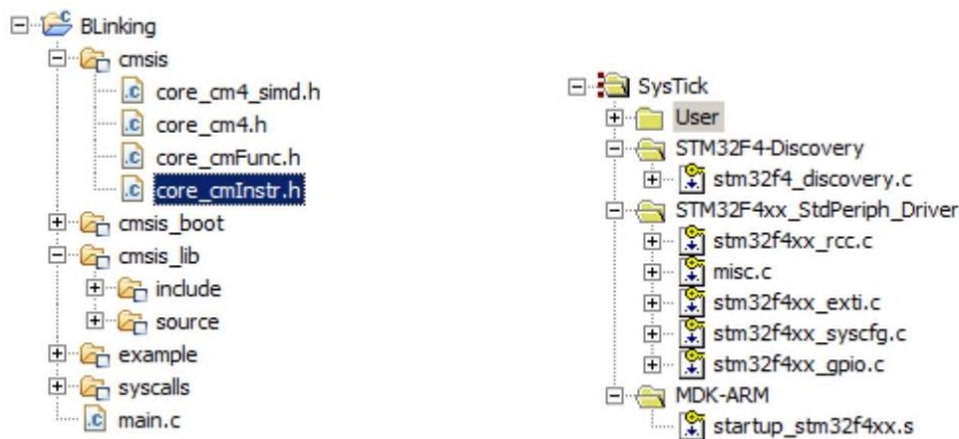 BLinking
cmsis
core_cm4_simd.h
core_cm4.h
core_cmFunc.h
core_cmInstr.h
cmsis_boot
cmsis_lib
include
source
example
syscalls
main.c
SysTick
User
STM32F4-Discovery
stm32f4_discovery.c
STM32F4xx_StdPeriph_Driver
stm32f4xx_rcc.c
misc.c
stm32f4xx_exti.c
stm32f4xx_syscfg.c
stm32f4xx_gpio.c
MDK-ARM
startup_stm32f4xx.s